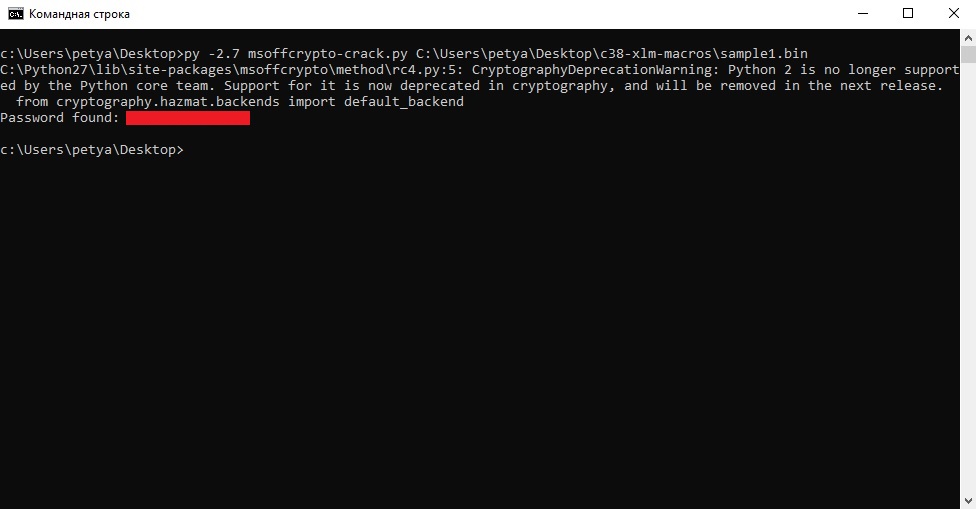 Командная строка
c:\Users\petya\Desktop>py -2.7 msoffcrypto-crack.py C:\Users\petya\Desktop\c38-xlm-macros\sample1.bin
C:\Python27\lib\site-packages\msoffcrypto\method\rc4.py:5: CryptographyDeprecationWarning: Python 2 is no longer support
ed by the Python core team. Support for it is now deprecated in cryptography, and will be removed in the next release.
  from cryptography.hazmat.backends import default_backend
Password found:
c:\Users\petya\Desktop>